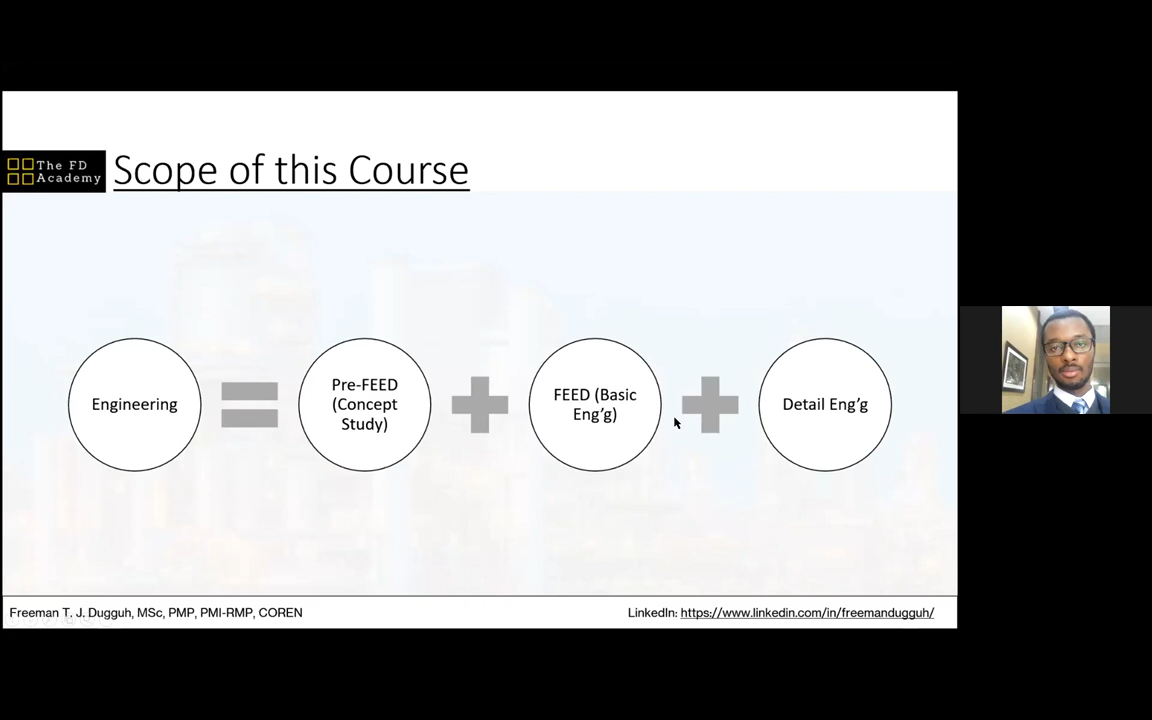 The FD
Academy
Scope of this Course
Engineering
Pre-FEED
(Concept
Study)
FEED (Basic
Eng’g)
Detail Eng’g
Freeman T. J. Dugguh, MSc, PMP, PMI-RMP, COREN
LinkedIn: https://www.linkedin.com/in/freemandugguh/